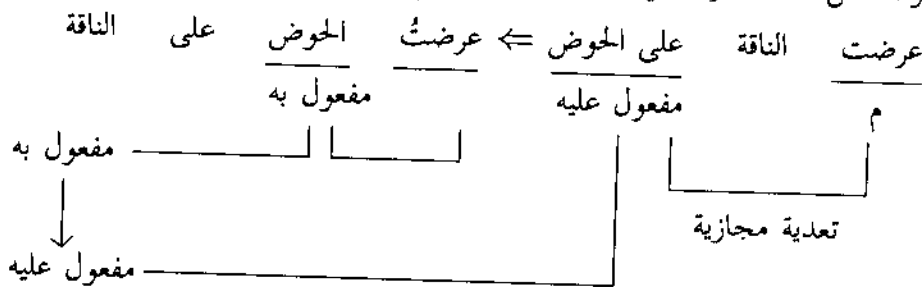 عرضت الناقة على الحوض ⇐ عرضتُ الحوض على الناقة
م مفعول عليه مفعول به
مفعول به
تعدية مجازية
مفعول عليه